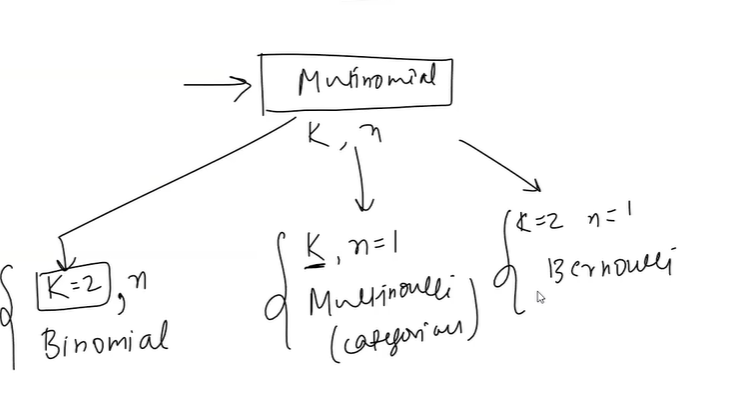 Multinomial
K, n
K=2, n
Binomial
K, n=1
Multinoulli
(categorical)
K=2 n=1
Bernoulli